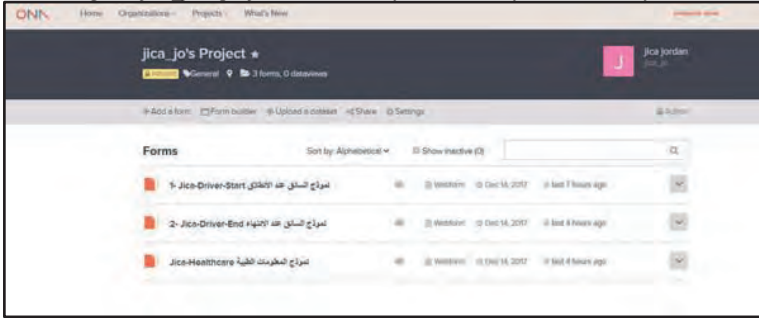 ONA Home Organizations Projects What's New
jica_jo's Project ★
General 3 forms, 0 dataviews
J
jica jordan
jica_jo
Add a form Form builder Upload a dataset Share Settings
Admin
Forms Sort by: Alphabetical Show inactive (0)
1- Jica-Driver-Start نموذج السائق عند الانطلاق Webform Dec 14, 2017 last 7 hours ago
2- Jica-Driver-End نموذج السائق عند الانتهاء Webform Dec 14, 2017 last 4 hours ago
Jica-Healthcare نموذج المعلومات الطبية Webform Dec 14, 2017 last 4 hours ago